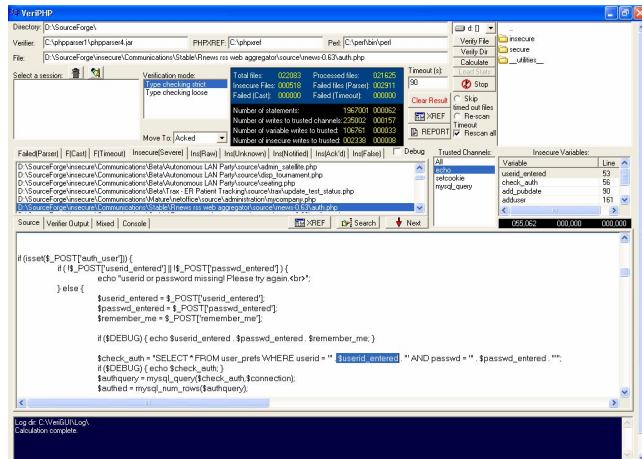 VeriPHP
Directory: D:\SourceForge\
d: []
Verifier: C:\phpparser1\phpparser4.jar PHPXREF: C:\phpxref Perl: C:\perl\bin\perl
File: D:\SourceForge\insecure\Communications\Stable\Rnews rss web aggregator\source\rnews-0.63\auth.php
Verify File
Verify Dir
Calculate
Load Stats
Stop
..
insecure
secure
__utilities__
Select a session:
Verification mode:
Type checking strict
Type checking loose
Move To: Acked
Total files: 022083 Processed files: 021625
Insecure Files: 000518 Failed files (Parser): 002911
Failed (Cast): 000000 Failed (Timeout): 000000
Number of statements: 1967001 000062
Number of writes to trusted channels: 235002 000157
Number of variable writes to trusted: 106761 000033
Number of insecure writes to trusted: 002338 000008
Timeout (s):
90
Clear Result
XREF
REPORT
Skip
timed out files
Re-scan
Timeout
Rescan all
Failed(Parser) F(Cast) F(Timeout) Insecure(Severe) Ins(Raw) Ins(Unknown) Ins(Notified) Ins(Ack'd) Ins(False) Debug
D:\SourceForge\insecure\Communications\Beta\Autonomous LAN Party\source\admin_satellite.php
D:\SourceForge\insecure\Communications\Beta\Autonomous LAN Party\source\disp_tournament.php
D:\SourceForge\insecure\Communications\Beta\Autonomous LAN Party\source\seating.php
D:\SourceForge\insecure\Communications\Beta\Trax - ER Patient Tracking\source\trax\update_test_status.php
D:\SourceForge\insecure\Communications\Mature\netoffice\source\administration\mycompany.php
D:\SourceForge\insecure\Communications\Stable\Rnews rss web aggregator\source\rnews-0.63\auth.php
Trusted Channels:
All
echo
setcookie
mysql_query
Insecure Variables:
Variable Line
userid_entered 53
check_auth 56
add_pubdate 90
adduser 161
Source Verifier Output Mixed Console
XREF Search Next
055,062 000,000 000,000
if (isset($_POST['auth_user'])) {
if ( !$_POST['userid_entered'] || !$_POST['passwd_entered'] ) {
echo "userid or password missing! Please try again.<br>";
} else {
$userid_entered = $_POST['userid_entered'];
$passwd_entered = $_POST['passwd_entered'];
$remember_me = $_POST['remember_me'];
if ($DEBUG) { echo $userid_entered . $passwd_entered . $remember_me; }
$check_auth = "SELECT * FROM user_prefs WHERE userid = '" . $userid_entered . "' AND passwd = '" . $passwd_entered . "'";
if ($DEBUG) { echo $check_auth; }
$authquery = mysql_query($check_auth,$connection);
$authed = mysql_num_rows($authquery);
Log dir: C:\VeriGUI\Log\
Calculation complete.